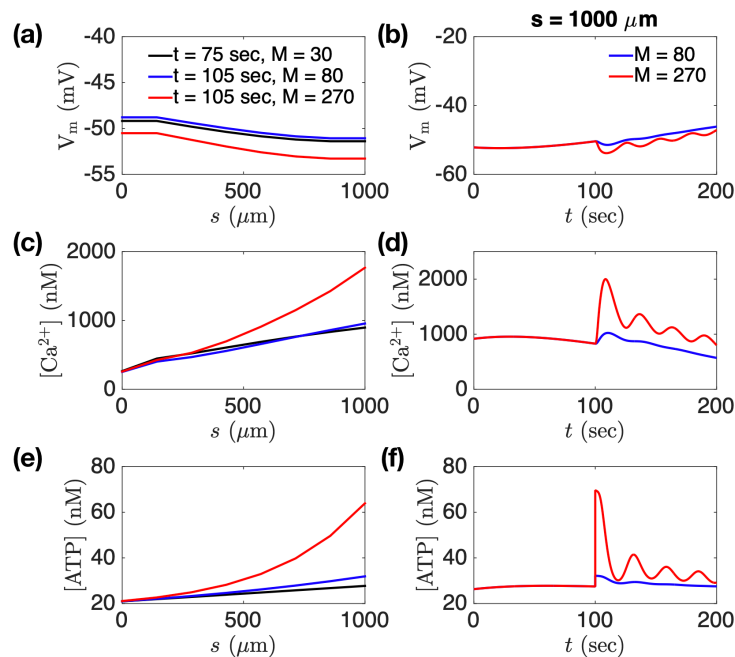 s = 1000 μm
(a)
-40
-45
-50
-55
V_m (mV)
t = 75 sec, M = 30
t = 105 sec, M = 80
t = 105 sec, M = 270
0 500 1000
s (μm)
(b)
-20
-40
-60
V_m (mV)
M = 80
M = 270
0 100 200
t (sec)
(c)
2000
1000
0
[Ca²⁺] (nM)
0 500 1000
s (μm)
(d)
2000
1000
0
[Ca²⁺] (nM)
0 100 200
t (sec)
(e)
80
60
40
20
[ATP] (nM)
0 500 1000
s (μm)
(f)
80
60
40
20
[ATP] (nM)
0 100 200
t (sec)